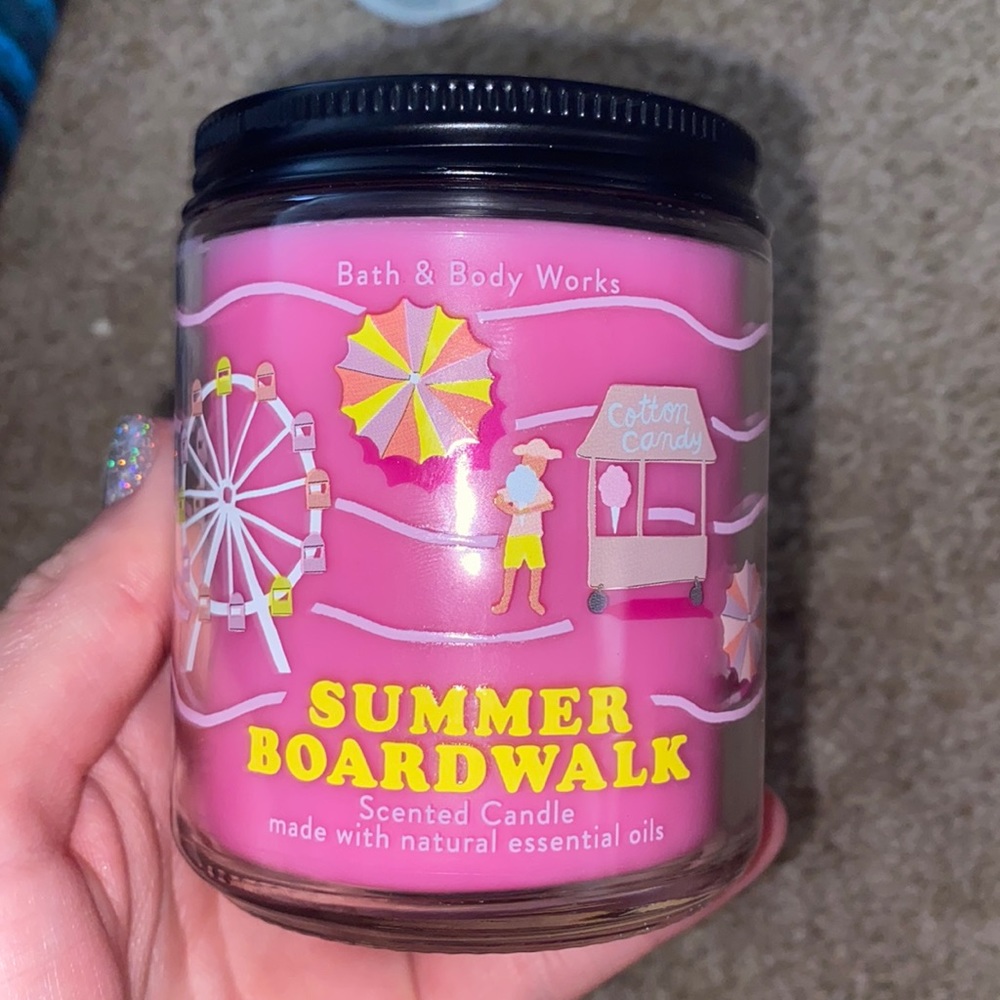 Bath & Body Works
Cotton
Candy
SUMMER
BOARDWALK
Scented Candle
made with natural essential oils